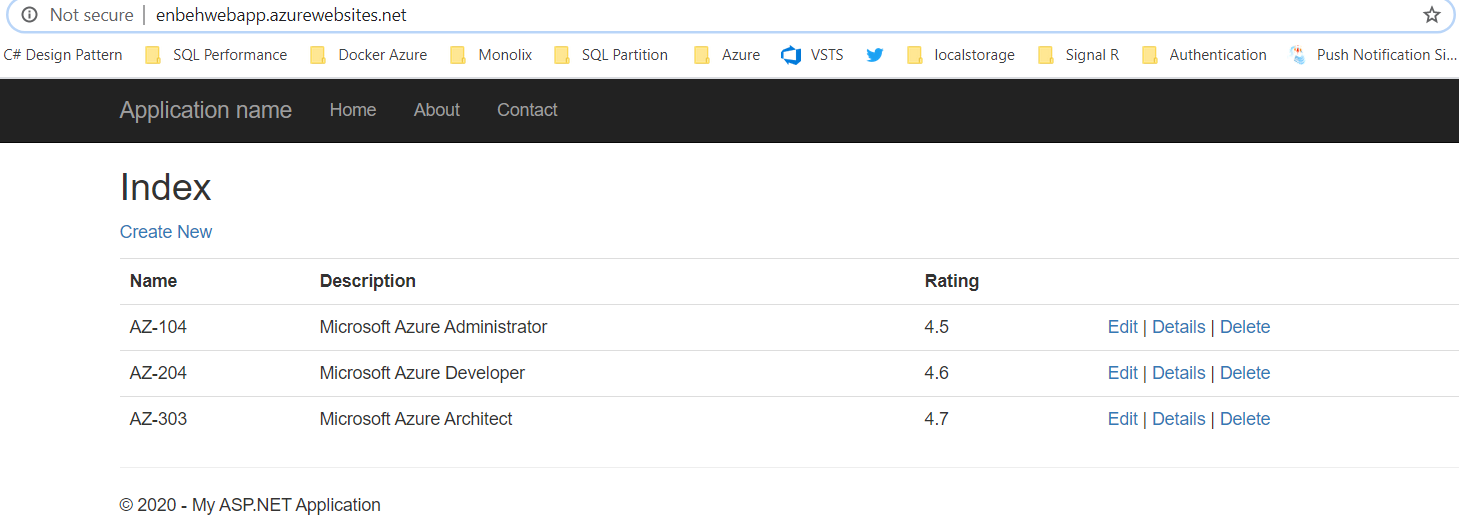 Not secure | enbehwebapp.azurewebsites.net
C# Design Pattern SQL Performance Docker Azure Monolix SQL Partition Azure VSTS localstorage Signal R Authentication Push Notification Si...
Application name Home About Contact
Index
Create New
Name Description Rating
AZ-104 Microsoft Azure Administrator 4.5 Edit | Details | Delete
AZ-204 Microsoft Azure Developer 4.6 Edit | Details | Delete
AZ-303 Microsoft Azure Architect 4.7 Edit | Details | Delete
© 2020 - My ASP.NET Application